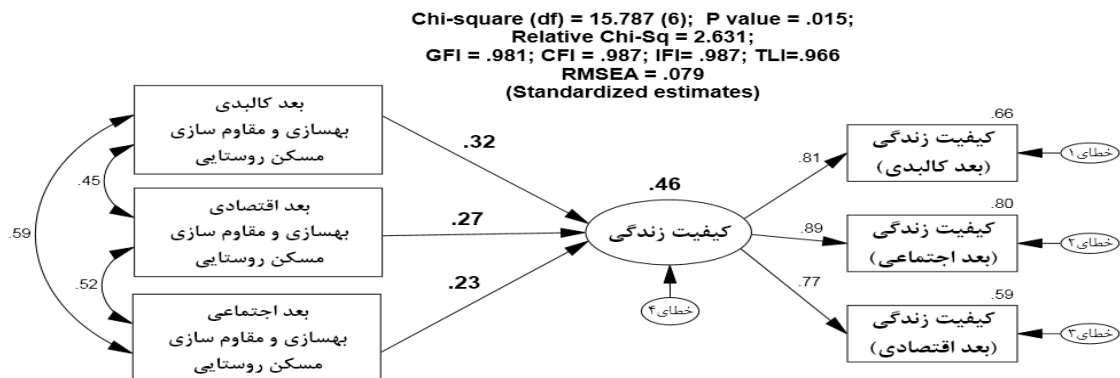 Chi-square (df) = 15.787 (6); P value = .015;
Relative Chi-Sq = 2.631;
GFI = .981; CFI = .987; IFI= .987; TLI=.966
RMSEA = .079
(Standardized estimates)
بعد کالبدی
بهسازی و مقاوم سازی
مسکن روستایی
بعد اقتصادی
بهسازی و مقاوم سازی
مسکن روستایی
بعد اجتماعی
بهسازی و مقاوم سازی
مسکن روستایی
.59
.45
.52
.32
.27
.23
.46
کیفیت زندگی
خطای۴
.81
.89
.77
.66
کیفیت زندگی
(بعد کالبدی)
خطای۱
.80
کیفیت زندگی
(بعد اجتماعی)
خطای۲
.59
کیفیت زندگی
(بعد اقتصادی)
خطای۳